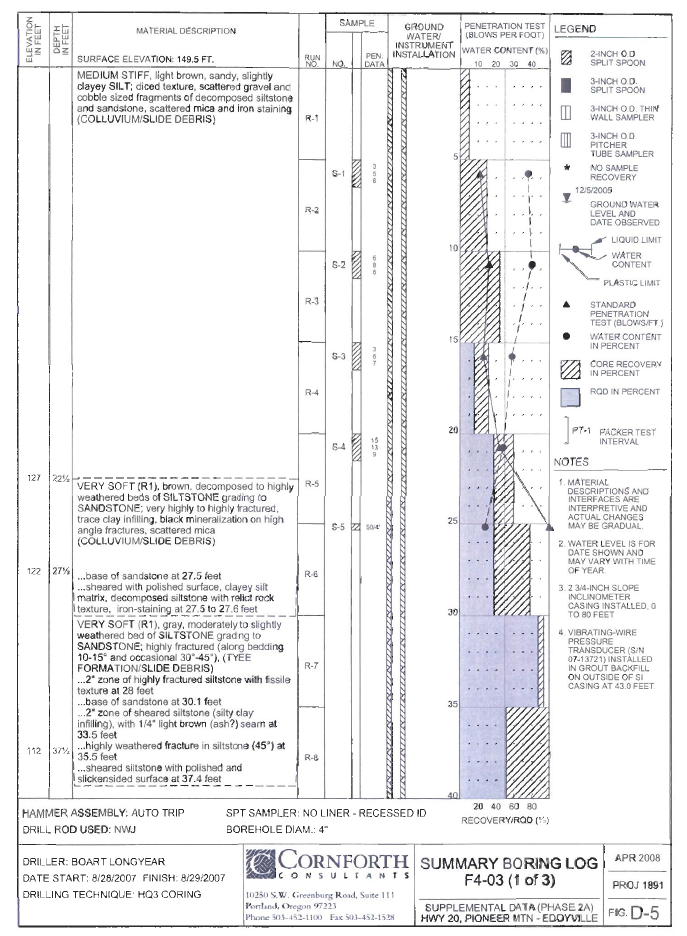 ELEVATION IN FEET
DEPTH IN FEET
MATERIAL DESCRIPTION
SURFACE ELEVATION: 149.5 FT.
RUN NO.
SAMPLE
NO.
PEN. DATA
GROUND WATER/ INSTRUMENT INSTALLATION
PENETRATION TEST (BLOWS PER FOOT)
WATER CONTENT (%)
10 20 30 40
MEDIUM STIFF, light brown, sandy, slightly
clayey SILT; diced texture, scattered gravel and
cobble sized fragments of decomposed siltstone
and sandstone, scattered mica and iron staining
(COLLUVIUM/SLIDE DEBRIS)
R-1
5
S-1
3
5
6
R-2
10
S-2
6
8
6
R-3
15
S-3
3
6
7
R-4
20
S-4
15
13
9
127 22½
VERY SOFT (R1), brown, decomposed to highly
weathered beds of SILTSTONE grading to
SANDSTONE; very highly to highly fractured,
trace clay infilling, black mineralization on high
angle fractures, scattered mica
(COLLUVIUM/SLIDE DEBRIS)
R-5
25
S-5
50/4"
122 27½
...base of sandstone at 27.5 feet
...sheared with polished surface, clayey silt
matrix, decomposed siltstone with relict rock
texture, iron-staining at 27.5 to 27.6 feet
R-6
30
VERY SOFT (R1), gray, moderately to slightly
weathered bed of SILTSTONE grading to
SANDSTONE; highly fractured (along bedding
10-15° and occasional 30°-45°), (TYEE
FORMATION/SLIDE DEBRIS)
...2" zone of highly fractured siltstone with fissile
texture at 28 feet
...base of sandstone at 30.1 feet
...2" zone of sheared siltstone (silty clay
infilling), with 1/4" light brown (ash?) seam at
33.5 feet
...highly weathered fracture in siltstone (45°) at
35.5 feet
...sheared siltstone with polished and
slickensided surface at 37.4 feet
R-7
35
112 37½
R-8
40
20 40 60 80
RECOVERY/RQD (%)
LEGEND
2-INCH O.D.
SPLIT SPOON
3-INCH O.D.
SPLIT SPOON
3-INCH O.D. THIN
WALL SAMPLER
3-INCH O.D.
PITCHER
TUBE SAMPLER
* NO SAMPLE
RECOVERY
12/5/2005
GROUND WATER
LEVEL AND
DATE OBSERVED
LIQUID LIMIT
WATER
CONTENT
PLASTIC LIMIT
STANDARD
PENETRATION
TEST (BLOWS/FT.)
WATER CONTENT
IN PERCENT
CORE RECOVERY
IN PERCENT
RQD IN PERCENT
PT-1 PACKER TEST
INTERVAL
NOTES
1. MATERIAL
DESCRIPTIONS AND
INTERFACES ARE
INTERPRETIVE AND
ACTUAL CHANGES
MAY BE GRADUAL.
2. WATER LEVEL IS FOR
DATE SHOWN AND
MAY VARY WITH TIME
OF YEAR.
3. 2 3/4-INCH SLOPE
INCLINOMETER
CASING INSTALLED, 0
TO 80 FEET
4 VIBRATING-WIRE
PRESSURE
TRANSDUCER (S/N
07-13721) INSTALLED
IN GROUT BACKFILL
ON OUTSIDE OF SI
CASING AT 43.0 FEET
HAMMER ASSEMBLY: AUTO TRIP
SPT SAMPLER: NO LINER - RECESSED ID
DRILL ROD USED: NWJ
BOREHOLE DIAM.: 4"
DRILLER: BOART LONGYEAR
DATE START: 8/28/2007 FINISH: 8/29/2007
DRILLING TECHNIQUE: HQ3 CORING
CORNFORTH
CONSULTANTS
10250 S.W. Greenburg Road, Suite 111
Portland, Oregon 97223
Phone 503-452-1100 Fax 503-452-1528
SUMMARY BORING LOG
F4-03 (1 of 3)
SUPPLEMENTAL DATA (PHASE 2A)
HWY 20, PIONEER MTN - EDDYVILLE
APR 2008
PROJ 1891
FIG. D-5